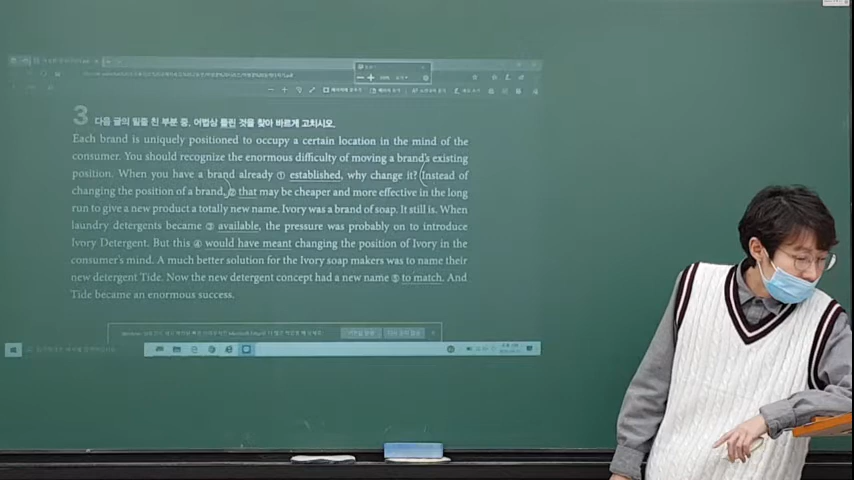 3 다음 글의 밑줄 친 부분 중, 어법상 틀린 것을 찾아 바르게 고치시오.
Each brand is uniquely positioned to occupy a certain location in the mind of the
consumer. You should recognize the enormous difficulty of moving a brand's existing
position. When you have a brand already ① established, why change it? Instead of
changing the position of a brand, ② that may be cheaper and more effective in the long
run to give a new product a totally new name. Ivory was a brand of soap. It still is. When
laundry detergents became ③ available, the pressure was probably on to introduce
Ivory Detergent. But this ④ would have meant changing the position of Ivory in the
consumer's mind. A much better solution for the Ivory soap makers was to name their
new detergent Tide. Now the new detergent concept had a new name ⑤ to match. And
Tide became an enormous success.